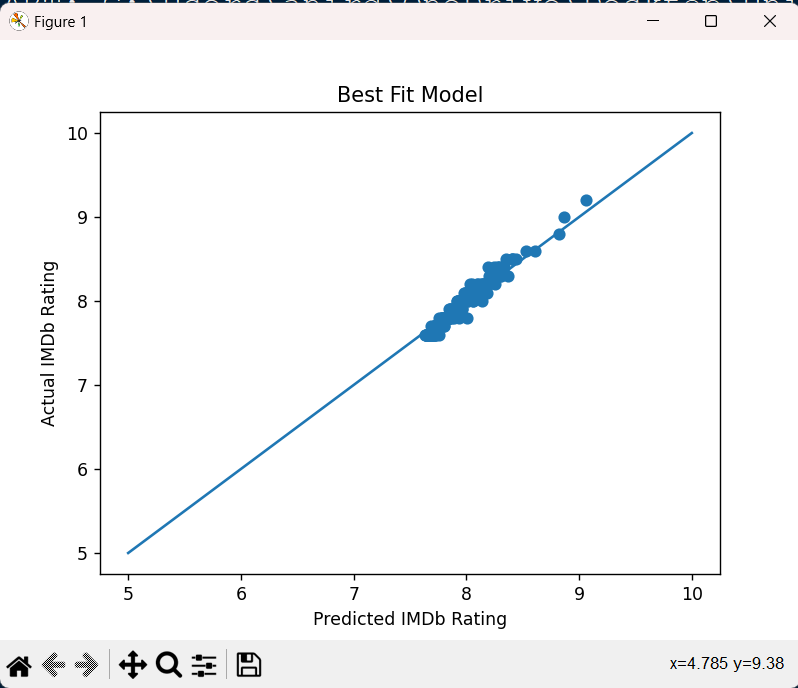 Figure 1
Best Fit Model
10
9
8
7
6
5
Actual IMDb Rating
5 6 7 8 9 10
Predicted IMDb Rating
x=4.785 y=9.38